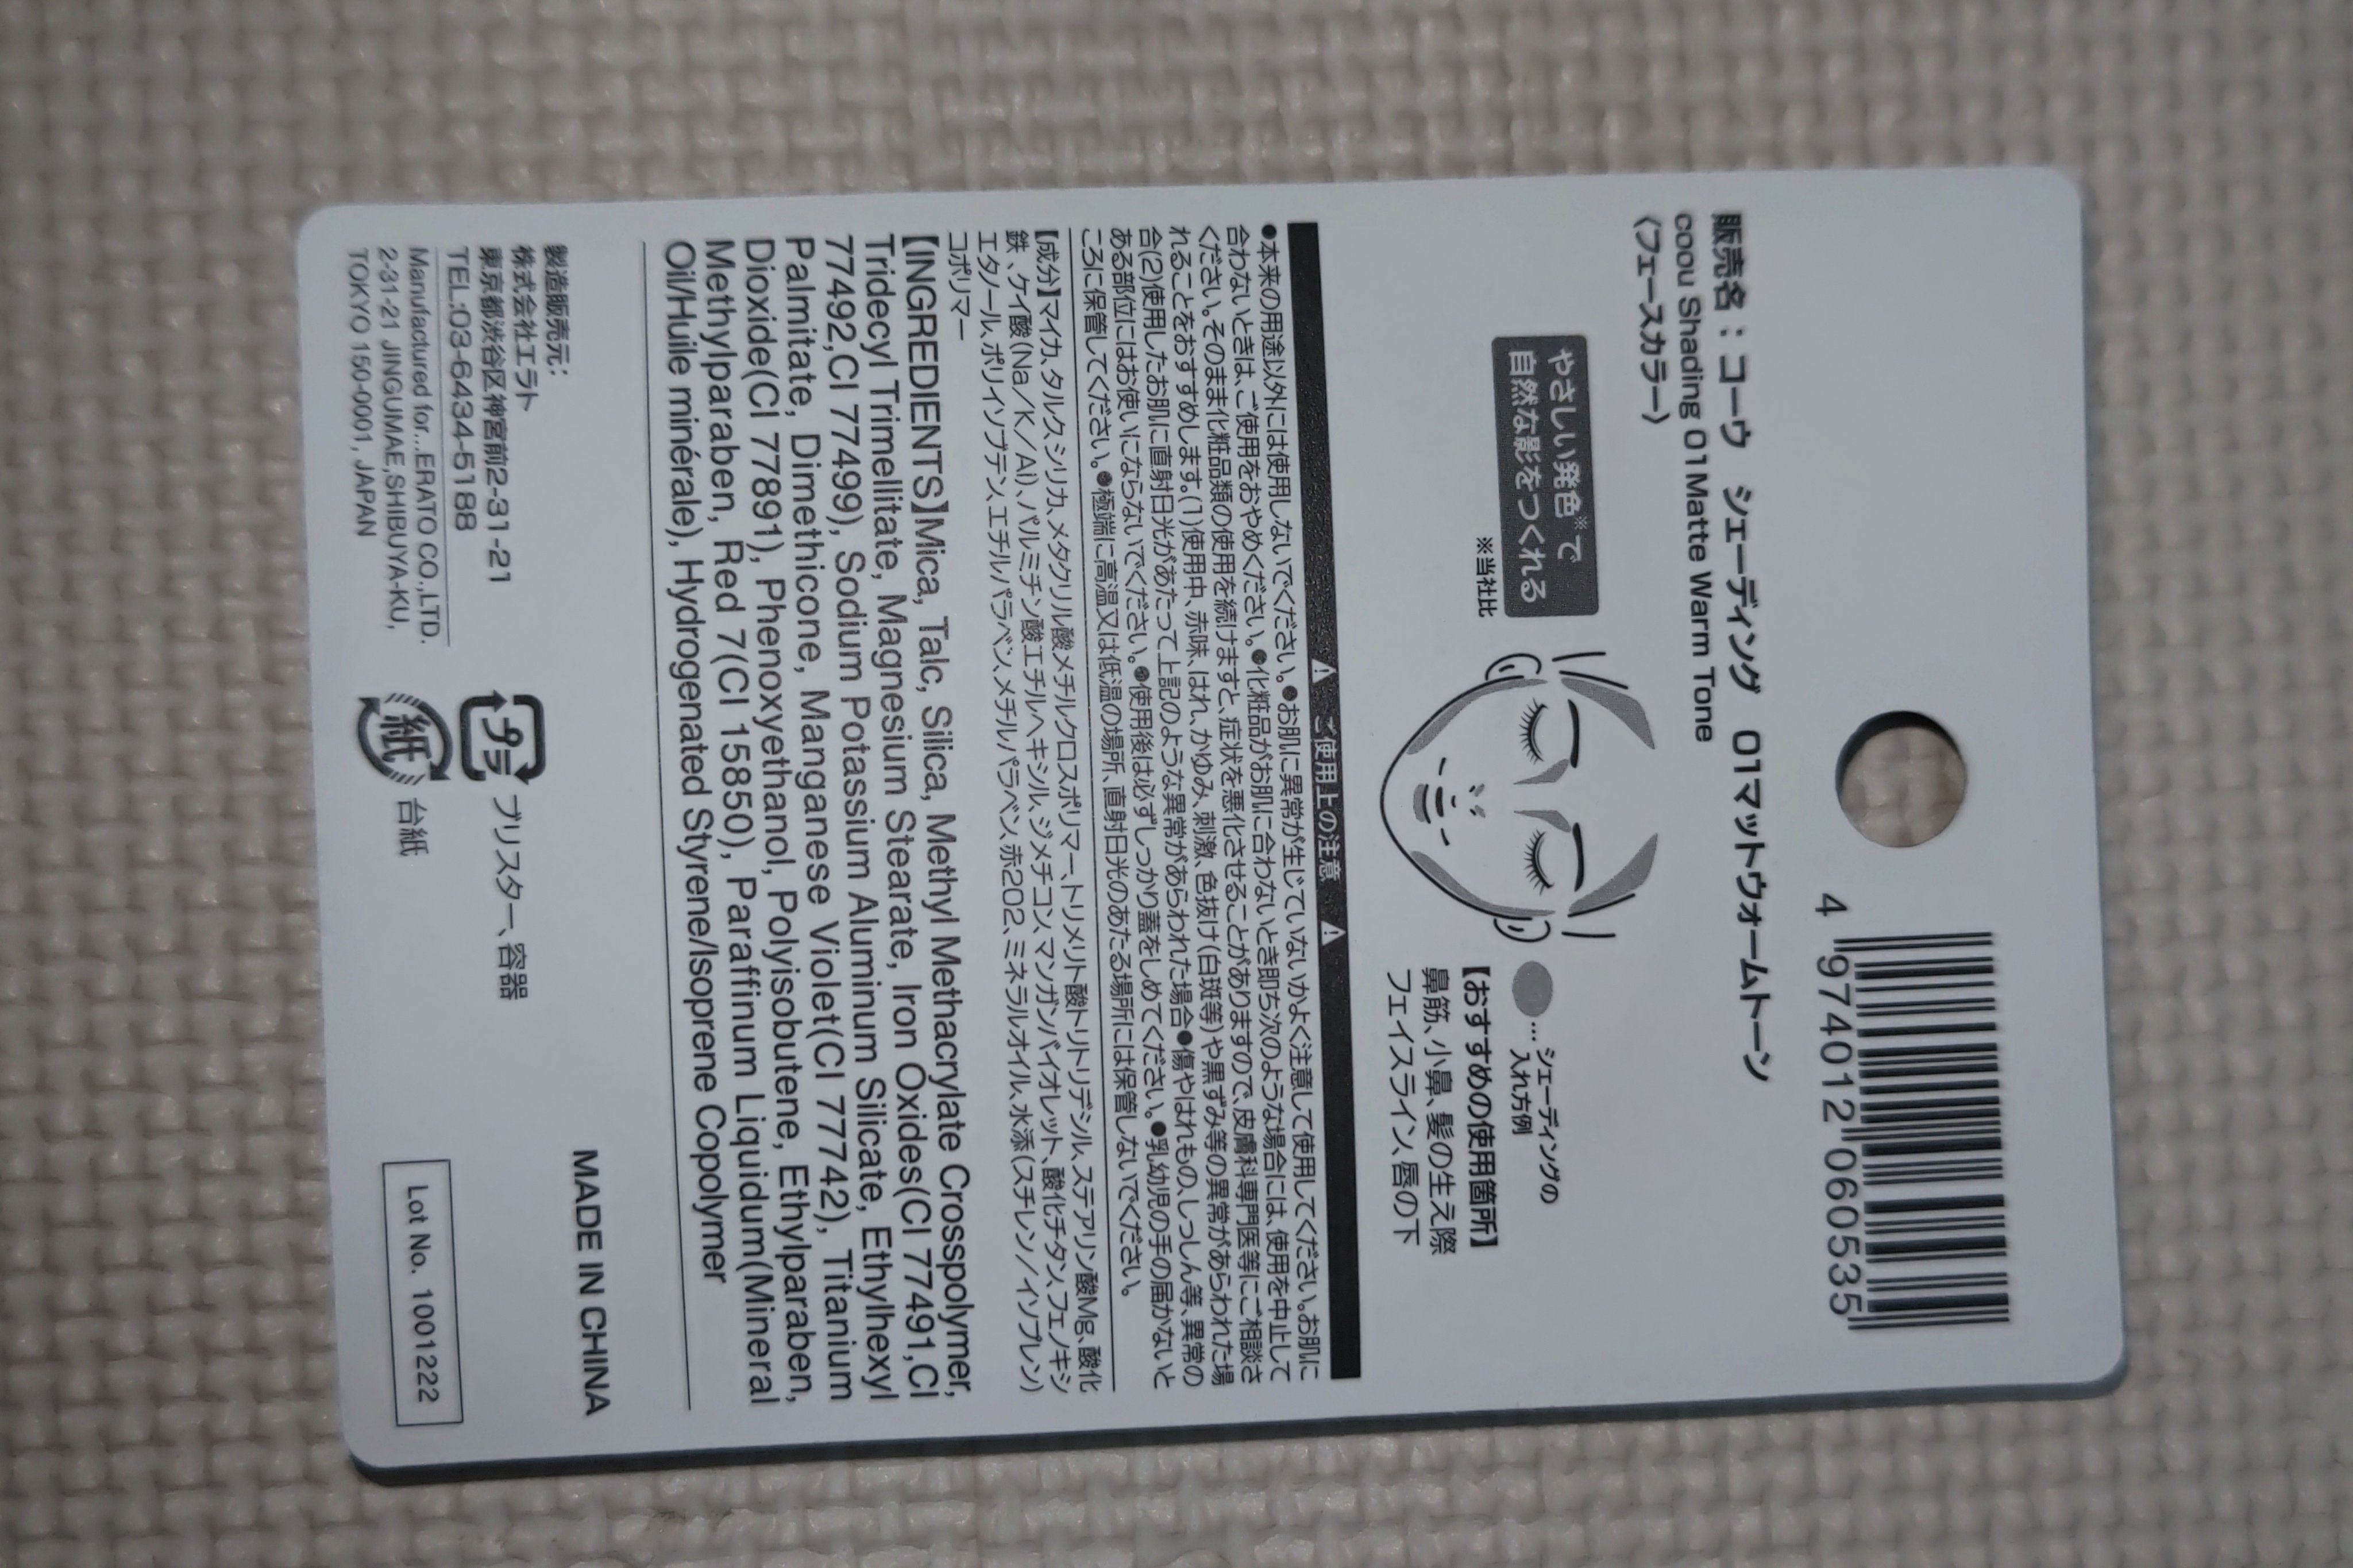 4 974012 060535
販売名：コーウ シェーディング 01マットウォームトーン
coou Shading 01 Matte Warm Tone
〈フェースカラー〉
やさしい発色※で
自然な影をつくれる
※当社比
…シェーディングの
入れ方例
【おすすめの使用箇所】
鼻筋、小鼻、髪の生え際
フェイスライン、唇の下
⚠ ご使用上の注意 ⚠
●本来の用途以外には使用しないでください。●お肌に異常が生じていないかよく注意して使用してください。お肌に
合わないときは、ご使用をおやめください。●化粧品がお肌に合わないとき即ち次のような場合には、使用を中止して
ください。そのまま化粧品類の使用を続けますと、症状を悪化させることがありますので、皮膚科専門医等にご相談さ
れることをおすすめします。(1)使用中、赤味、はれ、かゆみ、刺激、色抜け(白斑等)や黒ずみ等の異常があらわれた場
合(2)使用したお肌に直射日光があたって上記のような異常があらわれた場合●傷やはれもの、しっしん等、異常の
ある部位にはお使いにならないでください。●使用後は必ずしっかり蓋をしめてください。●乳幼児の手の届かないと
ころに保管してください。●極端に高温又は低温の場所、直射日光のあたる場所には保管しないでください。
【成分】マイカ、タルク、シリカ、メタクリル酸メチルクロスポリマー、トリメリト酸トリトリデシル、ステアリン酸Mg、酸化
鉄、ケイ酸(Na／K／Al)、パルミチン酸エチルヘキシル、ジメチコン、マンガンバイオレット、酸化チタン、フェノキシ
エタノール、ポリイソブテン、エチルパラベン、メチルパラベン、赤202、ミネラルオイル、水添(スチレン／イソプレン)
コポリマー
【INGREDIENTS】Mica, Talc, Silica, Methyl Methacrylate Crosspolymer,
Tridecyl Trimellitate, Magnesium Stearate, Iron Oxides(CI 77491,CI
77492,CI 77499), Sodium Potassium Aluminum Silicate, Ethylhexyl
Palmitate, Dimethicone, Manganese Violet(CI 77742), Titanium
Dioxide(CI 77891), Phenoxyethanol, Polyisobutene, Ethylparaben,
Methylparaben, Red 7(CI 15850), Paraffinum Liquidum(Mineral
Oil/Huile minérale), Hydrogenated Styrene/Isoprene Copolymer
MADE IN CHINA
製造販売元：
株式会社エラト
東京都渋谷区神宮前2-31-21
TEL:03-6434-5188
Manufactured for...ERATO CO.,LTD.
2-31-21 JINGUMAE,SHIBUYA-KU,
TOKYO 150-0001, JAPAN
プラ ブリスター、容器
紙 台紙
Lot No. 1001222